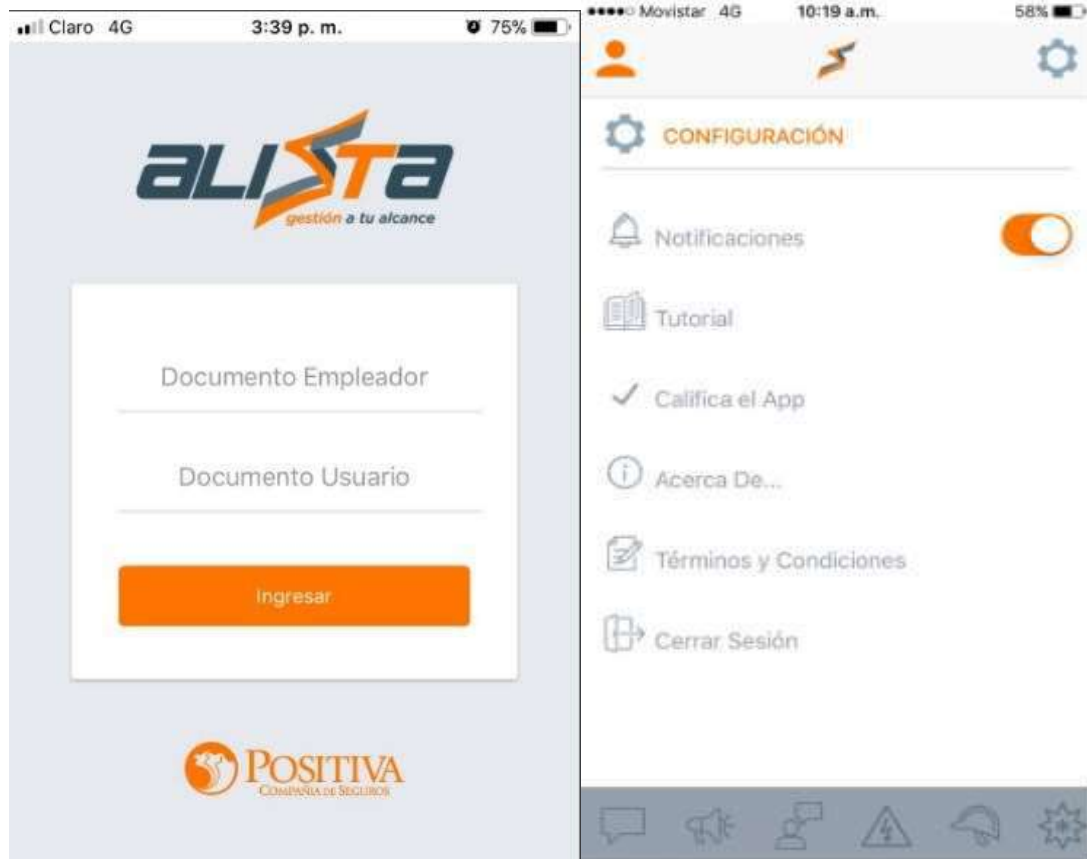 Claro 4G 3:39 p. m. 75%
aLISTa
gestión a tu alcance
Documento Empleador
Documento Usuario
Ingresar
POSITIVA
COMPAÑIA DE SEGUROS
Movistar 4G 10:19 a.m. 58%
CONFIGURACIÓN
Notificaciones
Tutorial
Califica el App
Acerca De...
Términos y Condiciones
Cerrar Sesión